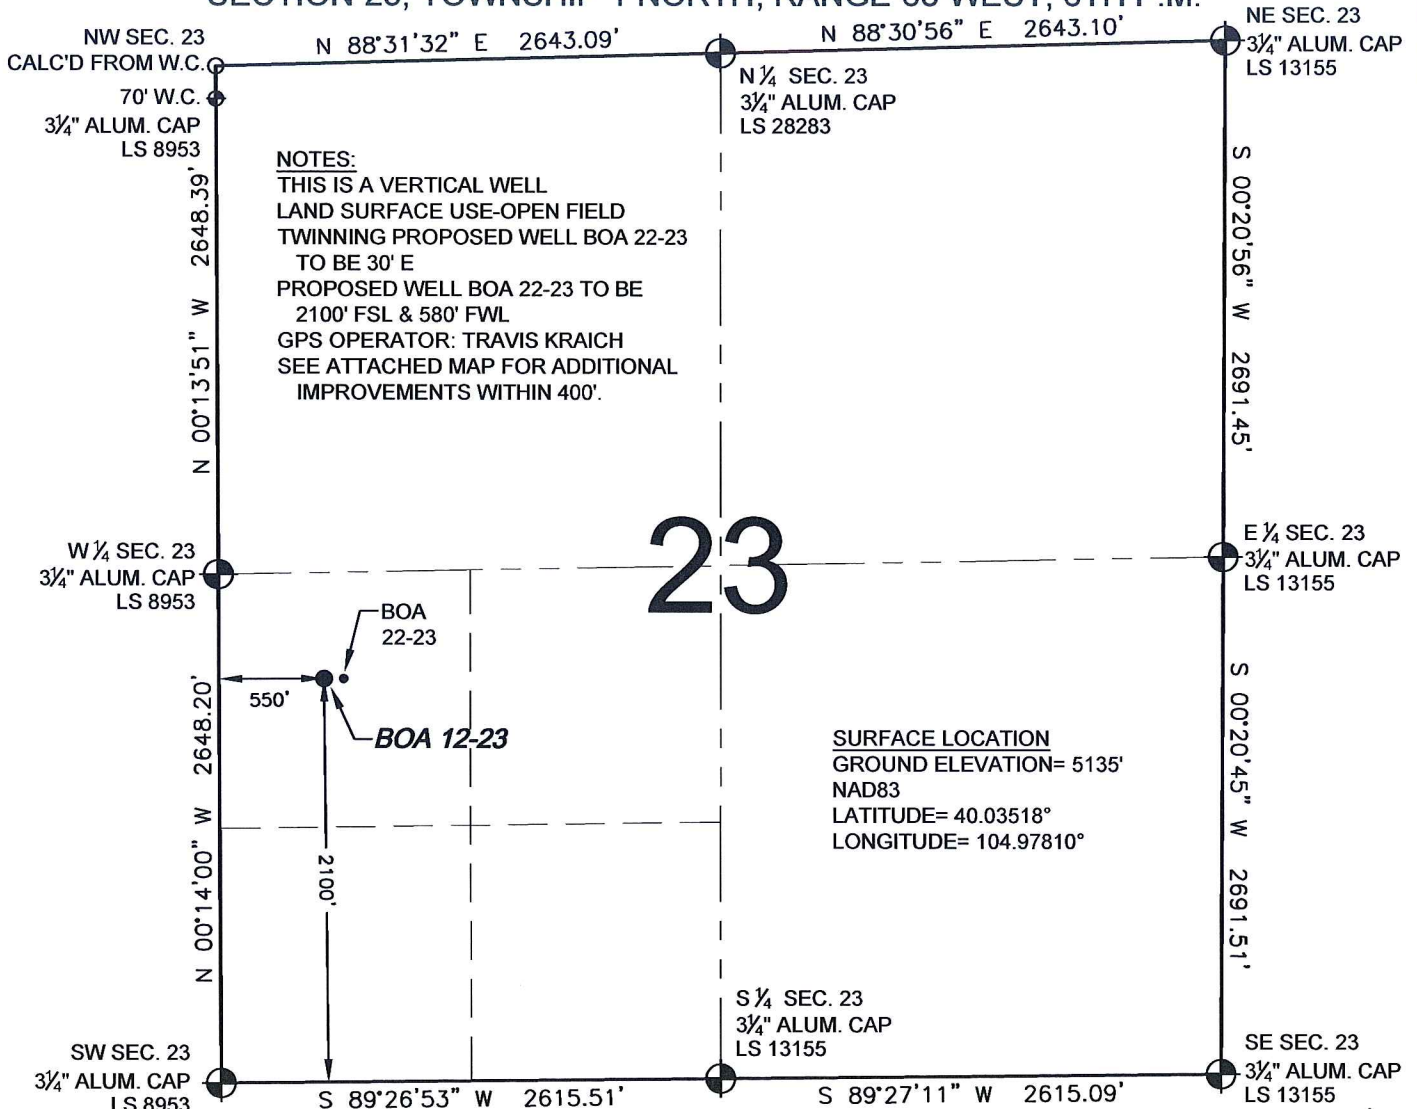 NW SEC. 23
CALC'D FROM W.C.
N 88°31'32" E 2643.09'
N 88°30'56" E 2643.10'
NE SEC. 23
3¼" ALUM. CAP
LS 13155
70' W.C.
3¼" ALUM. CAP
LS 8953
N ¼ SEC. 23
3¼" ALUM. CAP
LS 28283
NOTES:
THIS IS A VERTICAL WELL
LAND SURFACE USE-OPEN FIELD
TWINNING PROPOSED WELL BOA 22-23
TO BE 30' E
PROPOSED WELL BOA 22-23 TO BE
2100' FSL & 580' FWL
GPS OPERATOR: TRAVIS KRAICH
SEE ATTACHED MAP FOR ADDITIONAL
IMPROVEMENTS WITHIN 400'.
N 00°13'51" W 2648.39'
S 00°20'56" W 2691.45'
23
W ¼ SEC. 23
3¼" ALUM. CAP
LS 8953
E ¼ SEC. 23
3¼" ALUM. CAP
LS 13155
BOA
22-23
550'
BOA 12-23
2100'
N 00°14'00" W 2648.20'
S 00°20'45" W 2691.51'
SURFACE LOCATION
GROUND ELEVATION= 5135'
NAD83
LATITUDE= 40.03518°
LONGITUDE= 104.97810°
S ¼ SEC. 23
3¼" ALUM. CAP
LS 13155
SW SEC. 23
3¼" ALUM. CAP
LS 8953
S 89°26'53" W 2615.51'
S 89°27'11" W 2615.09'
SE SEC. 23
3¼" ALUM. CAP
LS 13155